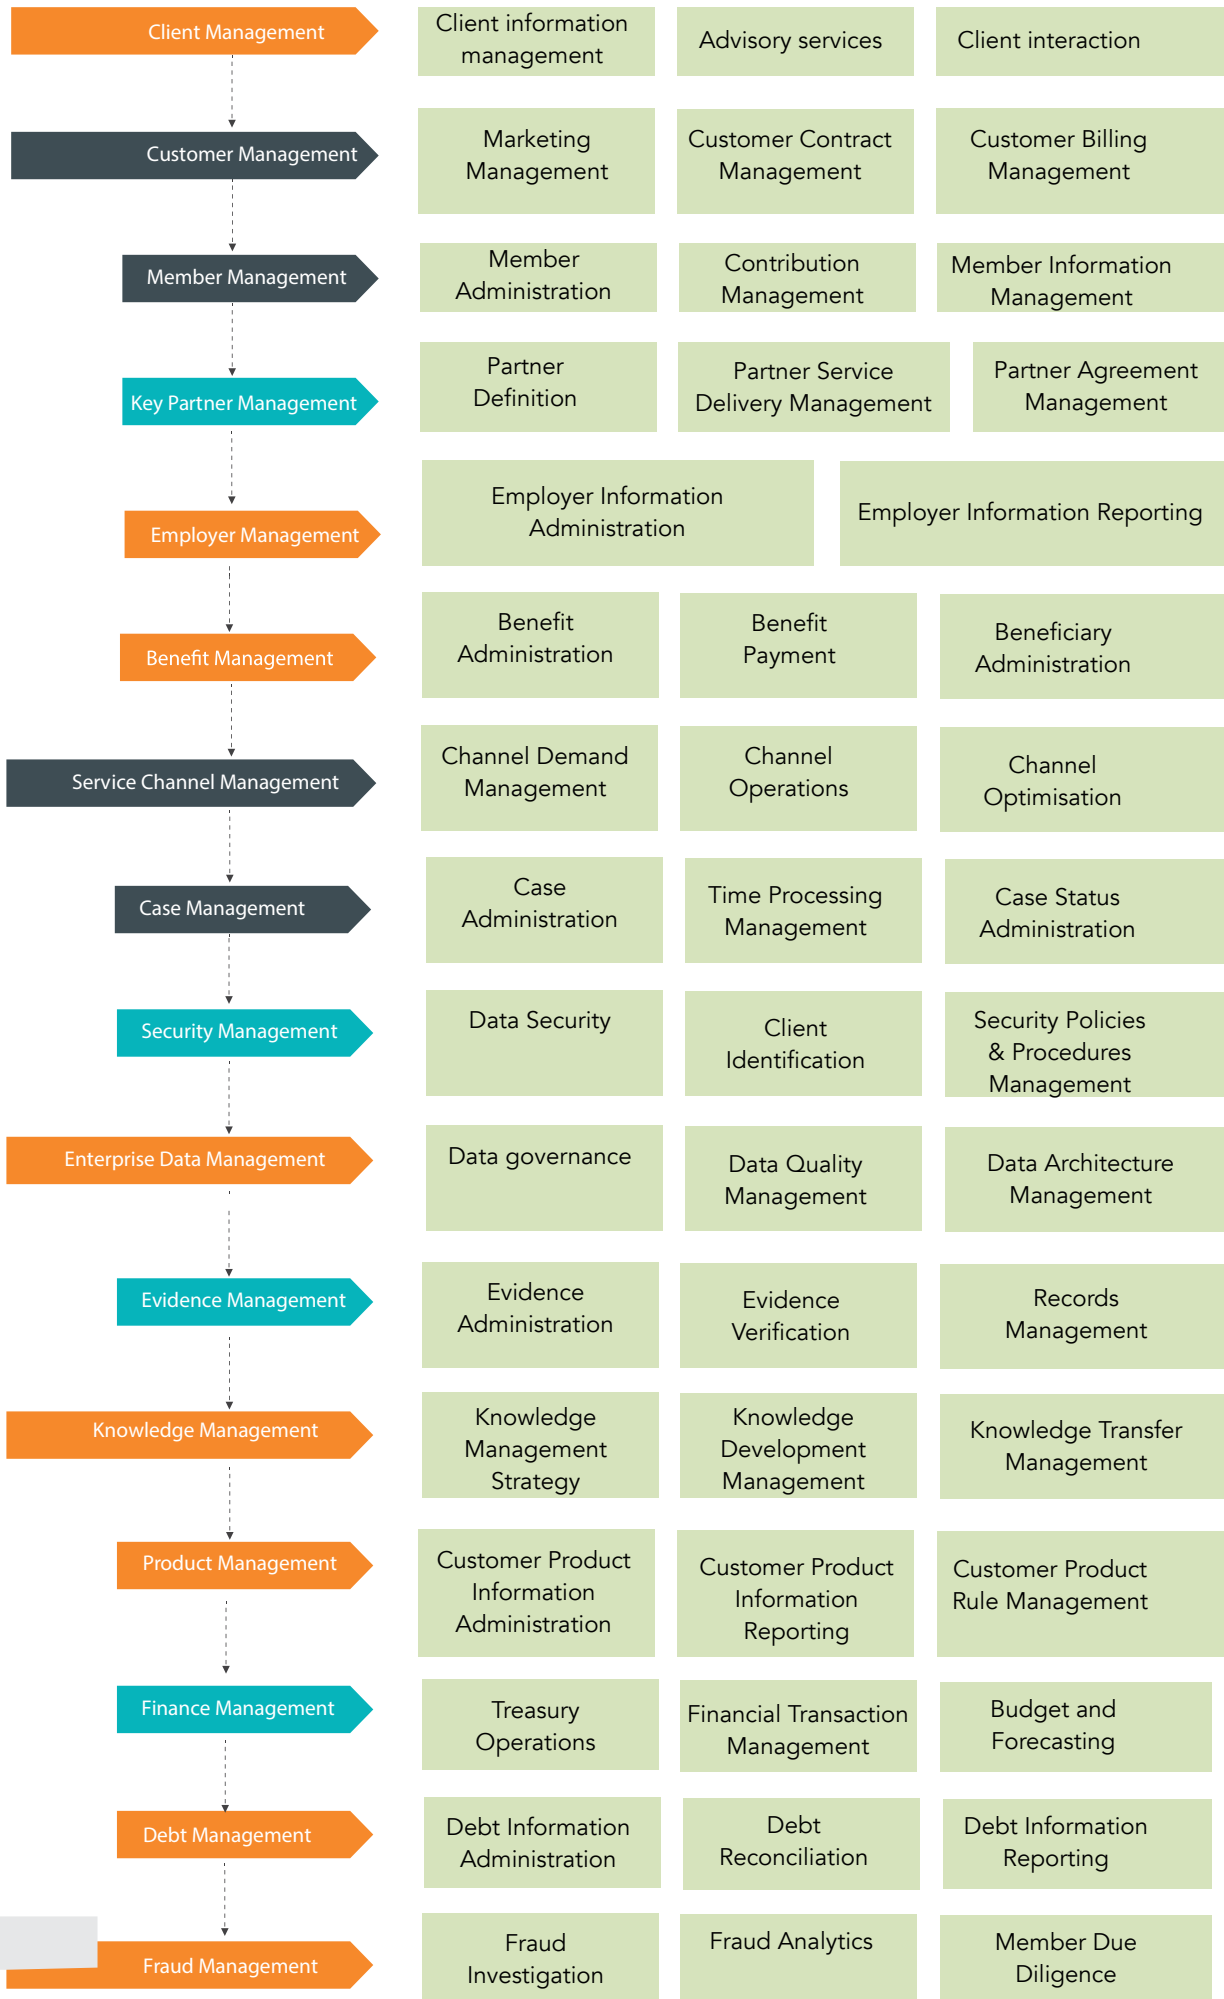 Client Management
Client information
management
Advisory services
Client interaction
Customer Management
Marketing
Management
Customer Contract
Management
Customer Billing
Management
Member Management
Member
Administration
Contribution
Management
Member Information
Management
Key Partner Management
Partner
Definition
Partner Service
Delivery Management
Partner Agreement
Management
Employer Management
Employer Information
Administration
Employer Information Reporting
Benefit Management
Benefit
Administration
Benefit
Payment
Beneficiary
Administration
Service Channel Management
Channel Demand
Management
Channel
Operations
Channel
Optimisation
Case Management
Case
Administration
Time Processing
Management
Case Status
Administration
Security Management
Data Security
Client
Identification
Security Policies
& Procedures
Management
Enterprise Data Management
Data governance
Data Quality
Management
Data Architecture
Management
Evidence Management
Evidence
Administration
Evidence
Verification
Records
Management
Knowledge Management
Knowledge
Management
Strategy
Knowledge
Development
Management
Knowledge Transfer
Management
Product Management
Customer Product
Information
Administration
Customer Product
Information
Reporting
Customer Product
Rule Management
Finance Management
Treasury
Operations
Financial Transaction
Management
Budget and
Forecasting
Debt Management
Debt Information
Administration
Debt
Reconciliation
Debt Information
Reporting
Fraud Management
Fraud
Investigation
Fraud Analytics
Member Due
Diligence